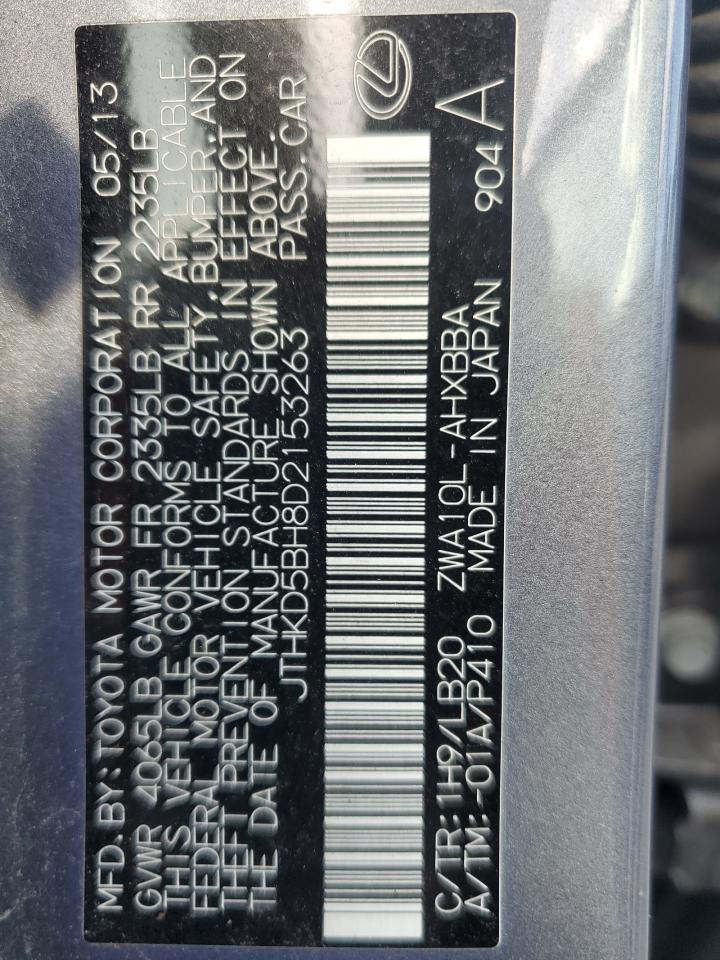 MFD.BY:TOYOTA MOTOR CORPORATION 05/13
GVWR 4065LB GAWR FR 2335LB RR 2235LB
THIS VEHICLE CONFORMS TO ALL APPLICABLE
FEDERAL MOTOR VEHICLE SAFETY,BUMPER,AND
THEFT PREVENTION STANDARDS IN EFFECT ON
THE DATE OF MANUFACTURE SHOWN ABOVE.
JTHKD5BH8D2153263 PASS.CAR
C/TR:1H9/LB20 ZWA10L-AHXBBA
A/TM:-01A/P410 MADE IN JAPAN 904 A